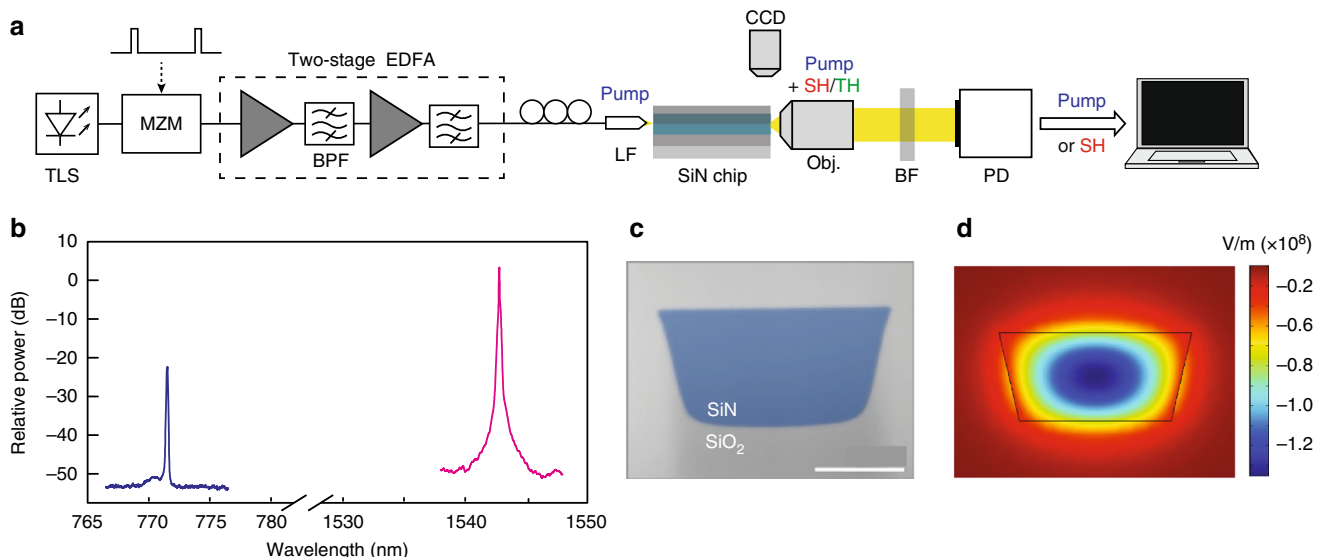 a
CCD
Two-stage EDFA
Pump
+ SH/TH
Pump
MZM
Pump
or SH
TLS
BPF
LF
SiN chip
Obj.
BF
PD
b
10
0
–10
–20
–30
–40
–50
Relative power (dB)
765
770
775
780
1530
1540
1550
Wavelength (nm)
c
SiN
SiO2
d
V/m (×10⁸)
–0.2
–0.6
–0.8
–1.0
–1.2